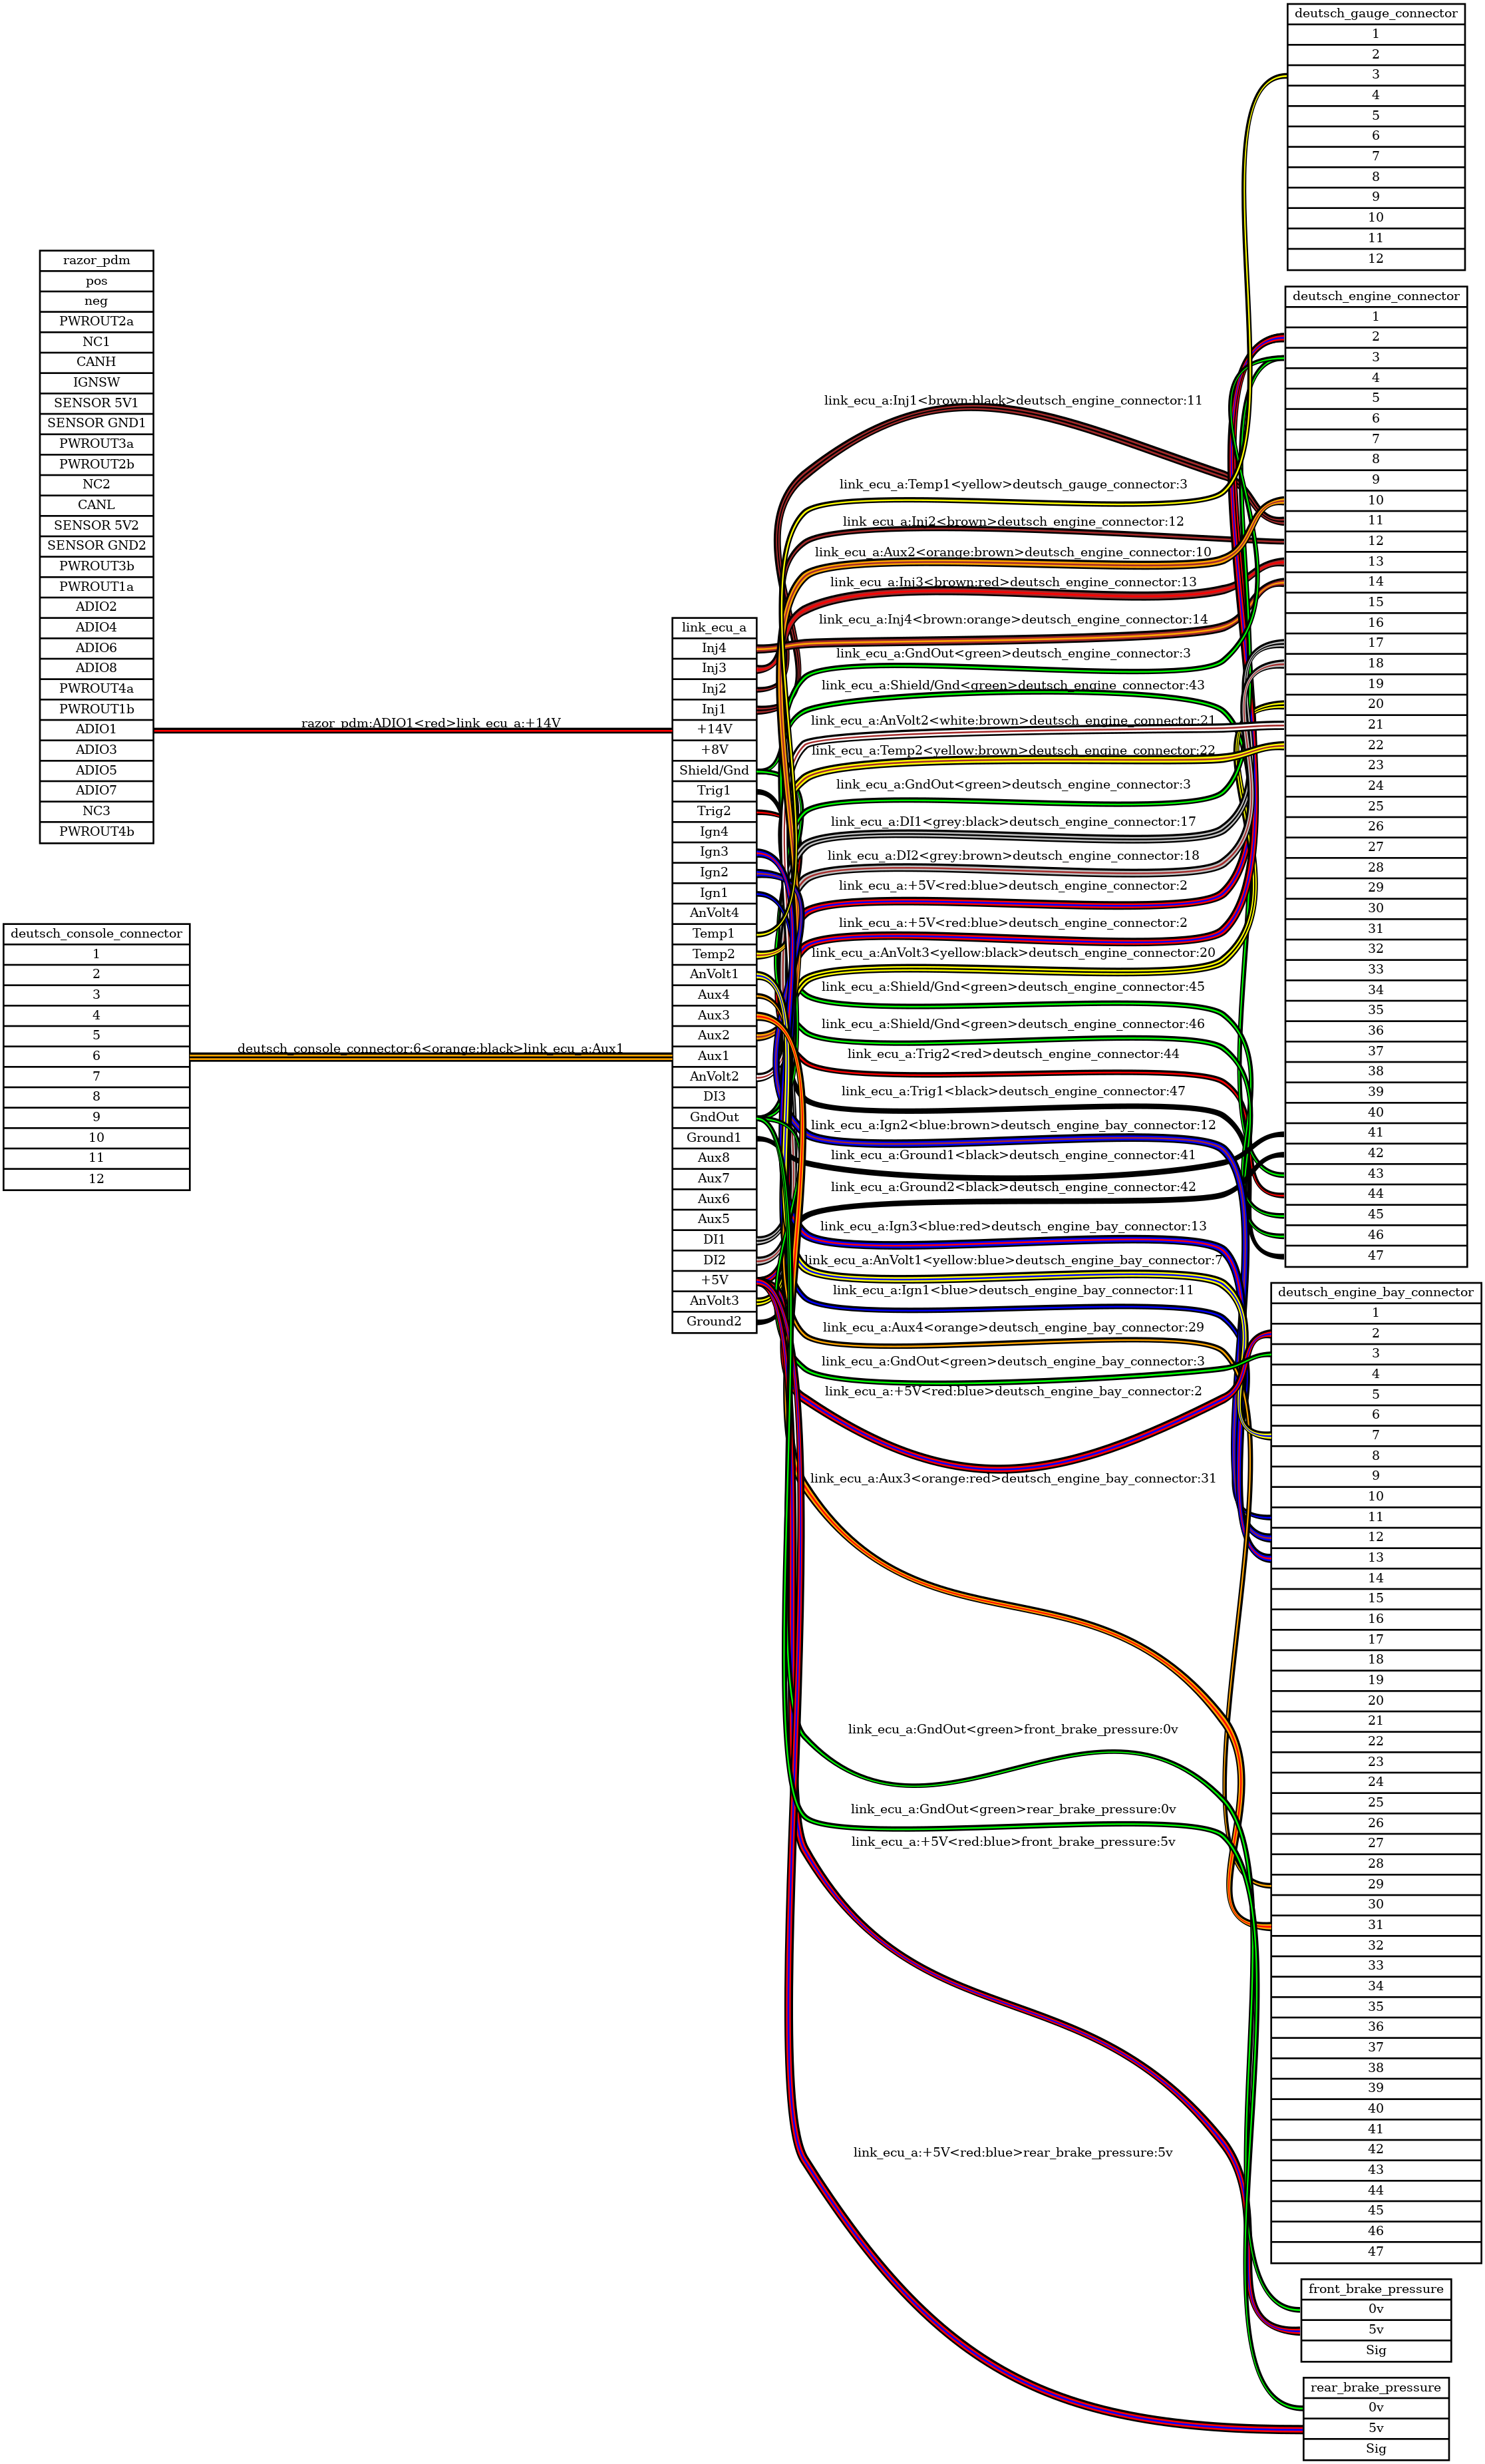 razor_pdm
pos
neg
PWROUT2a
NC1
CANH
IGNSW
SENSOR 5V1
SENSOR GND1
PWROUT3a
PWROUT2b
NC2
CANL
SENSOR 5V2
SENSOR GND2
PWROUT3b
PWROUT1a
ADIO2
ADIO4
ADIO6
ADIO8
PWROUT4a
PWROUT1b
ADIO1
ADIO3
ADIO5
ADIO7
NC3
PWROUT4b
deutsch_console_connector
1
2
3
4
5
6
7
8
9
10
11
12
razor_pdm:ADIO1<red>link_ecu_a:+14V
deutsch_console_connector:6<orange:black>link_ecu_a:Aux1
link_ecu_a
Inj4
Inj3
Inj2
Inj1
+14V
+8V
Shield/Gnd
Trig1
Trig2
Ign4
Ign3
Ign2
Ign1
AnVolt4
Temp1
Temp2
AnVolt1
Aux4
Aux3
Aux2
Aux1
AnVolt2
DI3
GndOut
Ground1
Aux8
Aux7
Aux6
Aux5
DI1
DI2
+5V
AnVolt3
Ground2
link_ecu_a:Inj1<brown:black>deutsch_engine_connector:11
link_ecu_a:Temp1<yellow>deutsch_gauge_connector:3
link_ecu_a:Inj2<brown>deutsch_engine_connector:12
link_ecu_a:Aux2<orange:brown>deutsch_engine_connector:10
link_ecu_a:Inj3<brown:red>deutsch_engine_connector:13
link_ecu_a:Inj4<brown:orange>deutsch_engine_connector:14
link_ecu_a:GndOut<green>deutsch_engine_connector:3
link_ecu_a:Shield/Gnd<green>deutsch_engine_connector:43
link_ecu_a:AnVolt2<white:brown>deutsch_engine_connector:21
link_ecu_a:Temp2<yellow:brown>deutsch_engine_connector:22
link_ecu_a:GndOut<green>deutsch_engine_connector:3
link_ecu_a:DI1<grey:black>deutsch_engine_connector:17
link_ecu_a:DI2<grey:brown>deutsch_engine_connector:18
link_ecu_a:+5V<red:blue>deutsch_engine_connector:2
link_ecu_a:+5V<red:blue>deutsch_engine_connector:2
link_ecu_a:AnVolt3<yellow:black>deutsch_engine_connector:20
link_ecu_a:Shield/Gnd<green>deutsch_engine_connector:45
link_ecu_a:Shield/Gnd<green>deutsch_engine_connector:46
link_ecu_a:Trig2<red>deutsch_engine_connector:44
link_ecu_a:Trig1<black>deutsch_engine_connector:47
link_ecu_a:Ign2<blue:brown>deutsch_engine_bay_connector:12
link_ecu_a:Ground1<black>deutsch_engine_connector:41
link_ecu_a:Ground2<black>deutsch_engine_connector:42
link_ecu_a:Ign3<blue:red>deutsch_engine_bay_connector:13
link_ecu_a:AnVolt1<yellow:blue>deutsch_engine_bay_connector:7
link_ecu_a:Ign1<blue>deutsch_engine_bay_connector:11
link_ecu_a:Aux4<orange>deutsch_engine_bay_connector:29
link_ecu_a:GndOut<green>deutsch_engine_bay_connector:3
link_ecu_a:+5V<red:blue>deutsch_engine_bay_connector:2
link_ecu_a:Aux3<orange:red>deutsch_engine_bay_connector:31
link_ecu_a:GndOut<green>front_brake_pressure:0v
link_ecu_a:GndOut<green>rear_brake_pressure:0v
link_ecu_a:+5V<red:blue>front_brake_pressure:5v
link_ecu_a:+5V<red:blue>rear_brake_pressure:5v
deutsch_gauge_connector
1
2
3
4
5
6
7
8
9
10
11
12
deutsch_engine_connector
1
2
3
4
5
6
7
8
9
10
11
12
13
14
15
16
17
18
19
20
21
22
23
24
25
26
27
28
29
30
31
32
33
34
35
36
37
38
39
40
41
42
43
44
45
46
47
deutsch_engine_bay_connector
1
2
3
4
5
6
7
8
9
10
11
12
13
14
15
16
17
18
19
20
21
22
23
24
25
26
27
28
29
30
31
32
33
34
35
36
37
38
39
40
41
42
43
44
45
46
47
front_brake_pressure
0v
5v
Sig
rear_brake_pressure
0v
5v
Sig